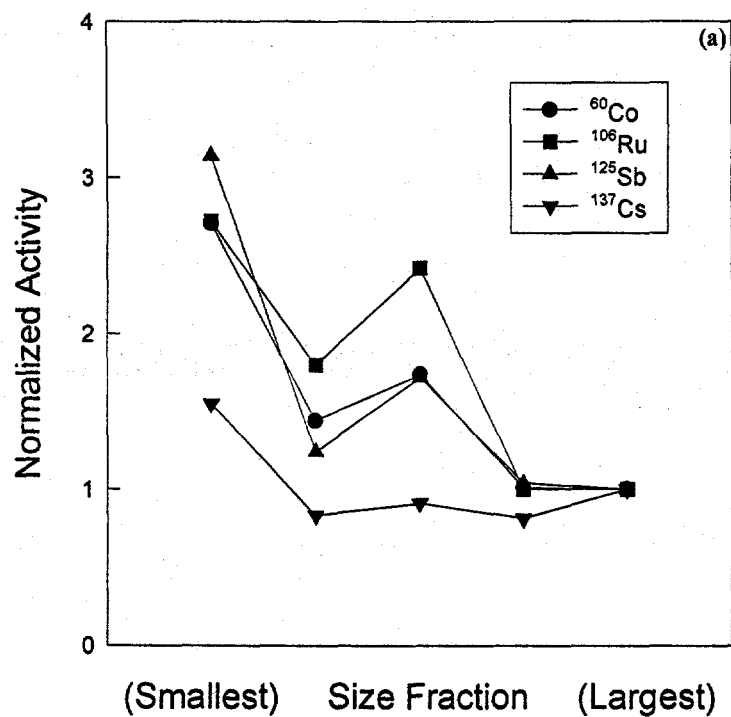 4
(a)
⁶⁰Co
¹⁰⁶Ru
¹²⁵Sb
¹³⁷Cs
3
2
1
0
Normalized Activity
(Smallest) Size Fraction (Largest)